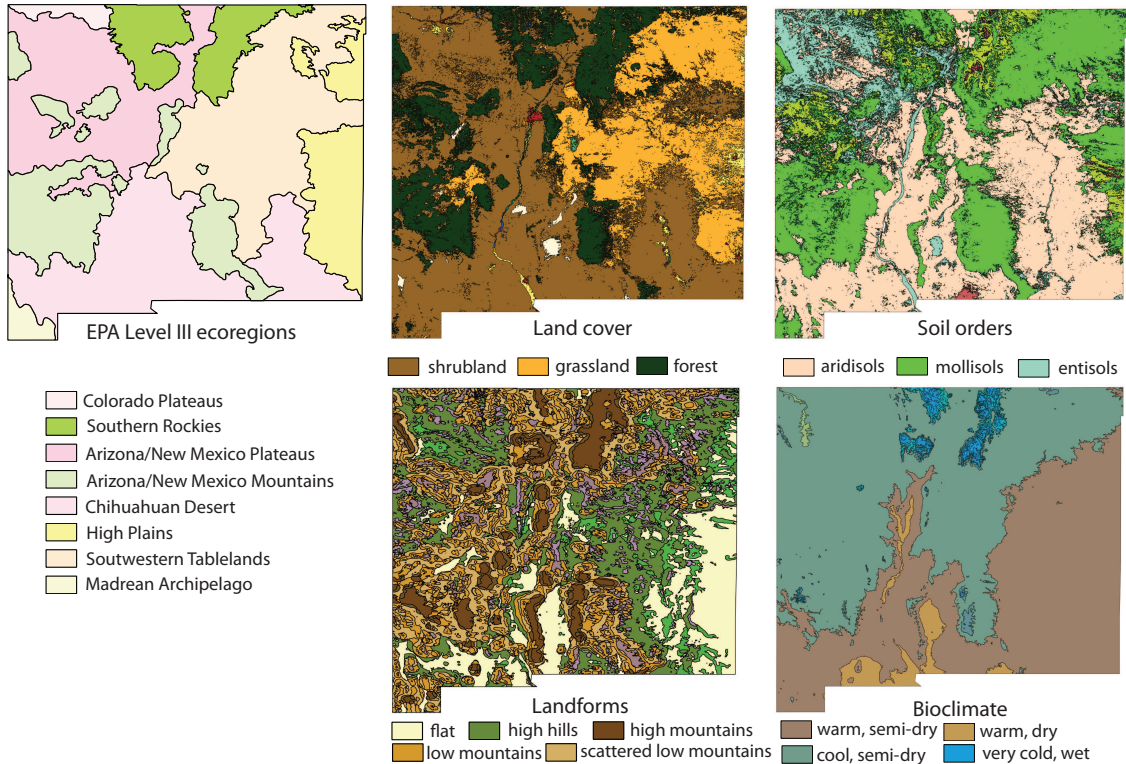 EPA Level III ecoregions
Land cover
Soil orders
shrubland grassland forest
aridisols mollisols entisols
Colorado Plateaus
Southern Rockies
Arizona/New Mexico Plateaus
Arizona/New Mexico Mountains
Chihuahuan Desert
High Plains
Soutwestern Tablelands
Madrean Archipelago
Landforms
flat high hills high mountains
low mountains scattered low mountains
Bioclimate
warm, semi-dry warm, dry
cool, semi-dry very cold, wet